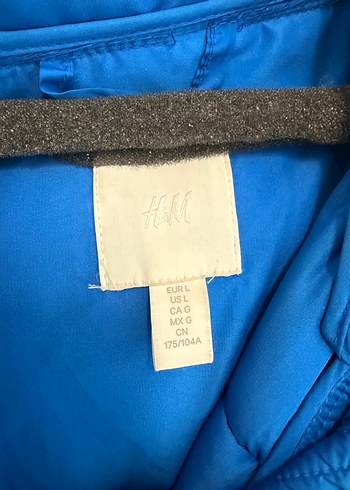 H&M
EUR L
US L
CA G
MX G
CN
175/104A